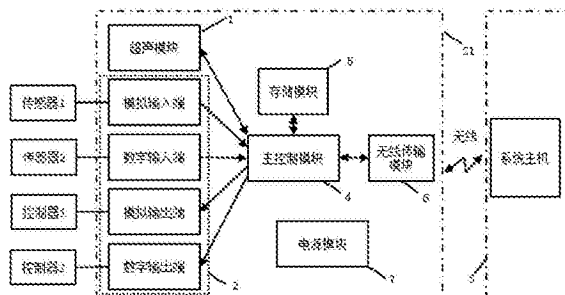 1
超声模块
S1
5
存储模块
传感器1
模拟输入端
无线
传感器2
数字输入端
主控制模块
无线传输
模块
系统主机
控制器1
模拟输出端
4
6
控制器2
数字输出端
2
电源模块
7
S